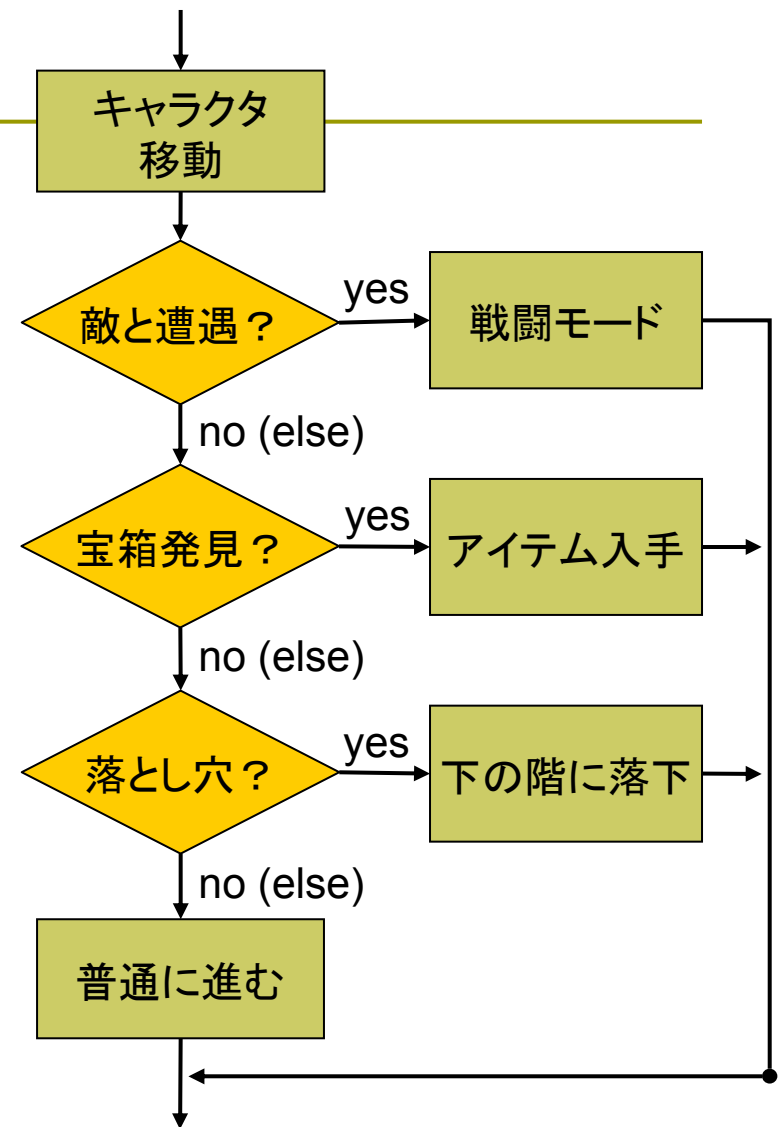 キャラクタ
移動
敵と遭遇？
yes
戦闘モード
no (else)
宝箱発見？
yes
アイテム入手
no (else)
落とし穴？
yes
下の階に落下
no (else)
普通に進む